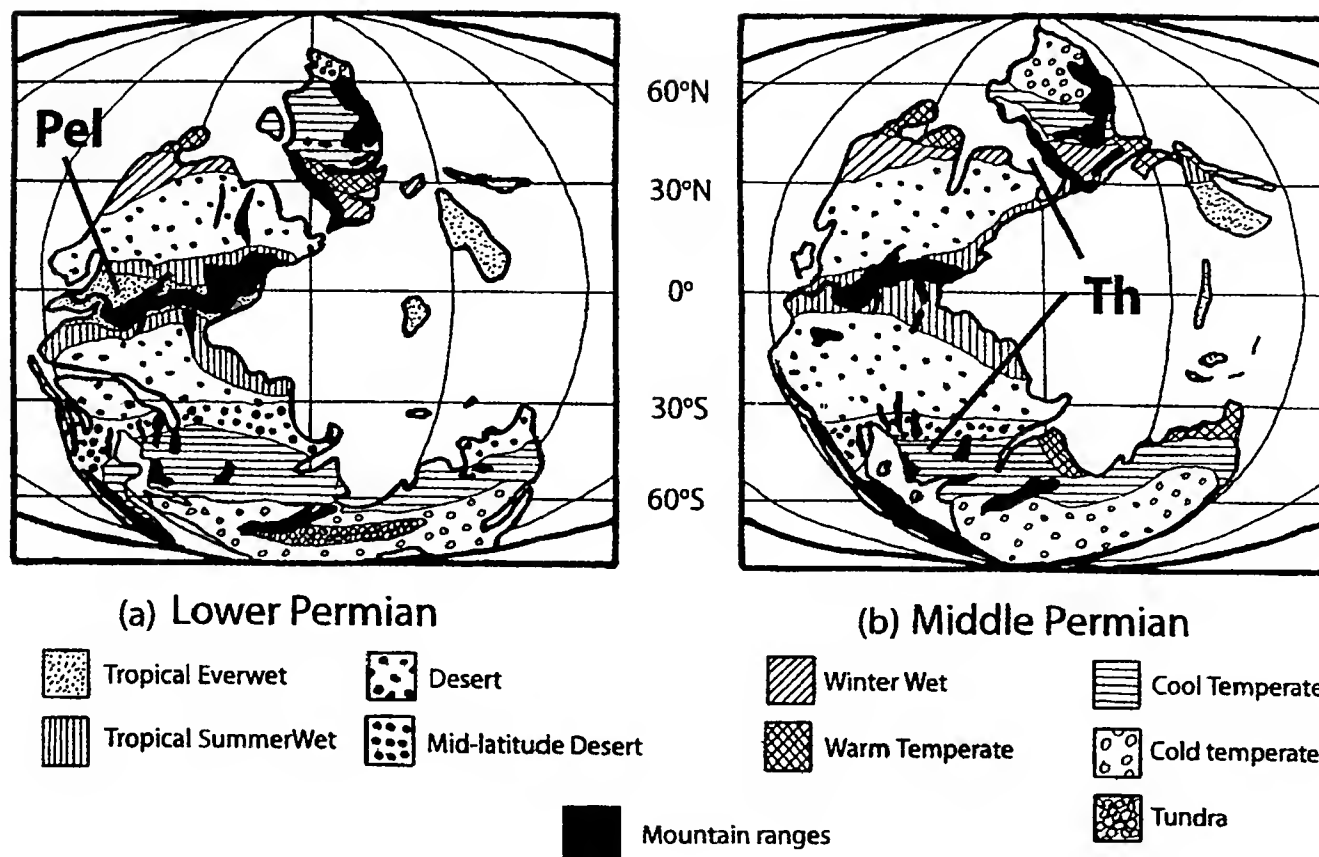 Pel
60°N
30°N
0°
30°S
60°S
Th
(a) Lower Permian
(b) Middle Permian
Tropical Everwet
Desert
Tropical SummerWet
Mid-latitude Desert
Winter Wet
Cool Temperate
Warm Temperate
Cold temperate
Tundra
Mountain ranges